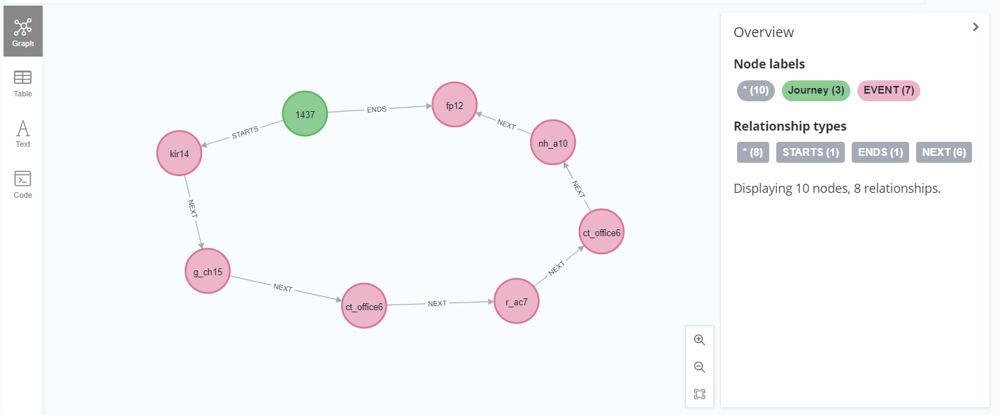 Graph
Table
Text
Code
1437
ENDS
fp12
NEXT
nh_a10
STARTS
kir14
NEXT
NEXT
ct_office6
g_ch15
NEXT
ct_office6
NEXT
r_ac7
NEXT
Overview
Node labels
* (10) Journey (3) EVENT (7)
Relationship types
* (8) STARTS (1) ENDS (1) NEXT (6)
Displaying 10 nodes, 8 relationships.